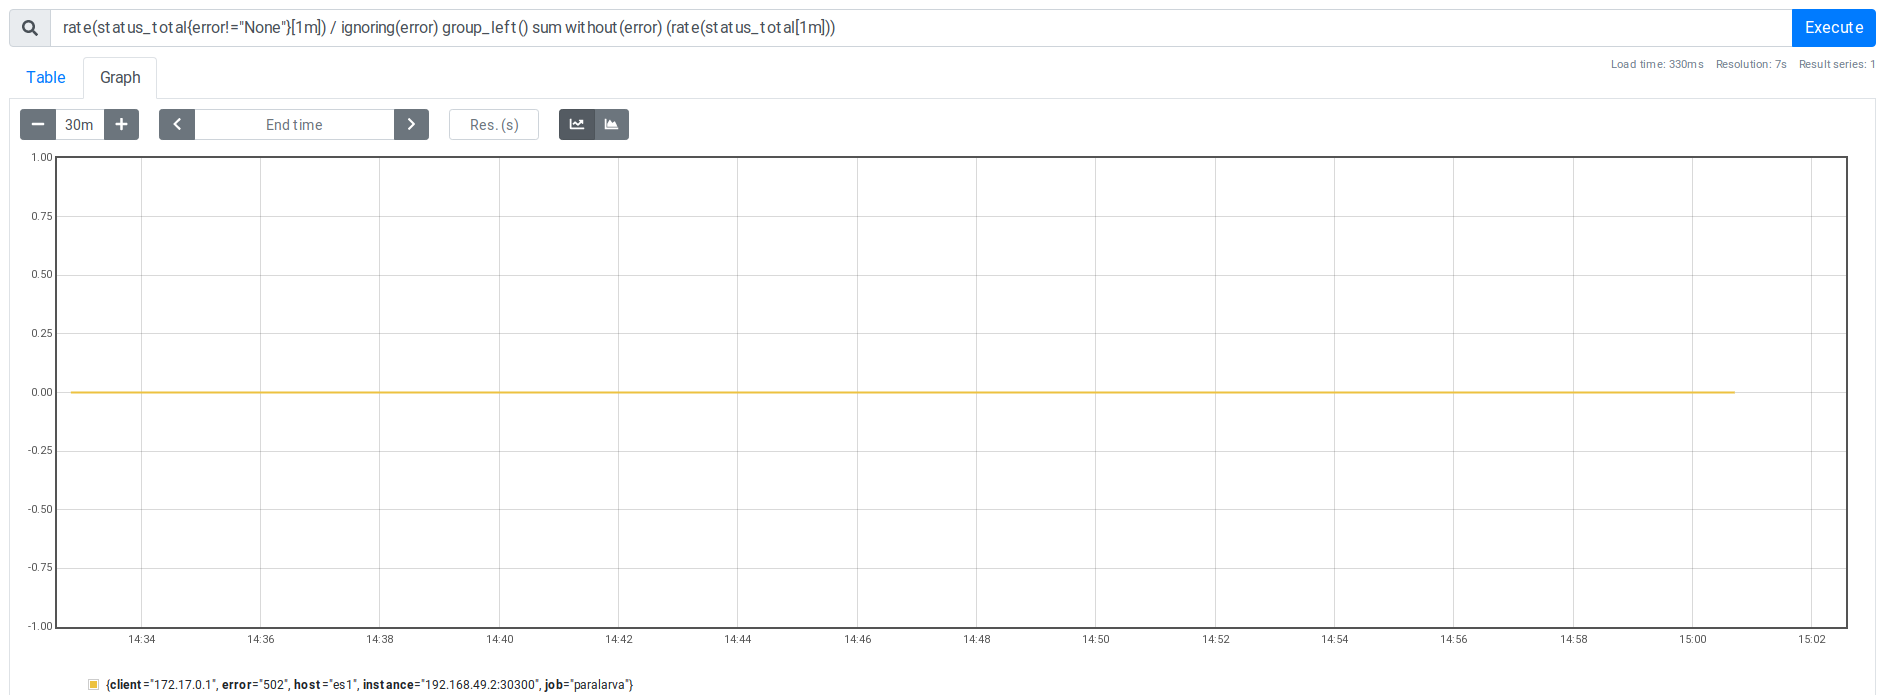 rate(status_total{error!="None"}[1m]) / ignoring(error) group_left() sum without(error) (rate(status_total[1m]))
Execute
Table
Graph
Load time: 330ms Resolution: 7s Result series: 1
30m
End time
Res. (s)
1.00
0.75
0.50
0.25
0.00
-0.25
-0.50
-0.75
-1.00
14:34 14:36 14:38 14:40 14:42 14:44 14:46 14:48 14:50 14:52 14:54 14:56 14:58 15:00 15:02
{client="172.17.0.1", error="502", host="es1", instance="192.168.49.2:30300", job="paralarva"}